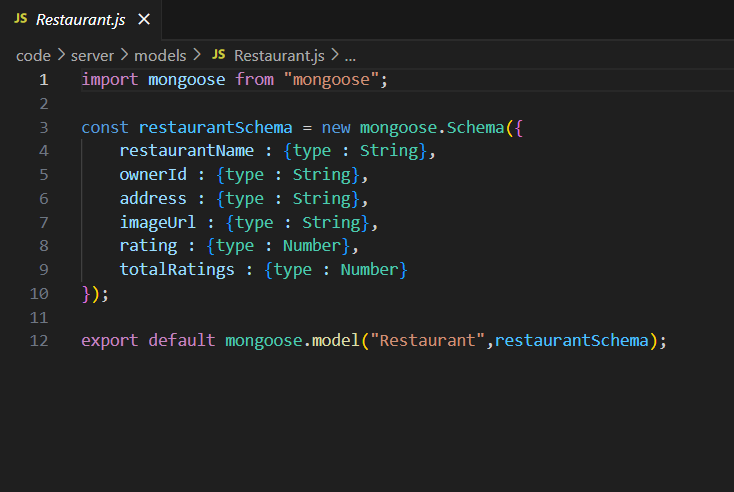 JS Restaurant.js ×
code > server > models > JS Restaurant.js > ...
1 import mongoose from "mongoose";
2
3 const restaurantSchema = new mongoose.Schema({
4     restaurantName : {type : String},
5     ownerId : {type : String},
6     address : {type : String},
7     imageUrl : {type : String},
8     rating : {type : Number},
9     totalRatings : {type : Number}
10 });
11
12 export default mongoose.model("Restaurant",restaurantSchema);